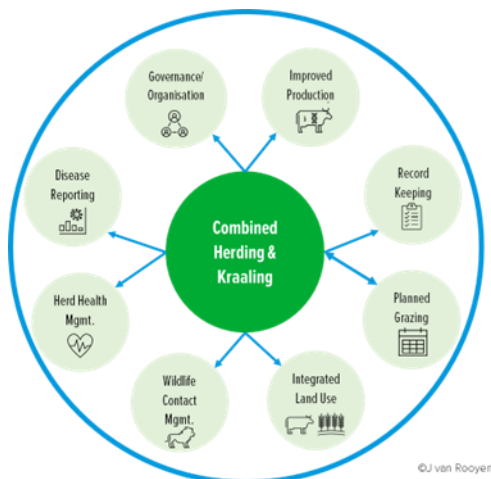 Governance/
Organisation
Improved
Production
Disease
Reporting
Record
Keeping
Combined
Herding &
Kraaling
Herd Health
Mgmt.
Planned
Grazing
Wildlife
Contact
Mgmt.
Integrated
Land Use
©J van Rooyen